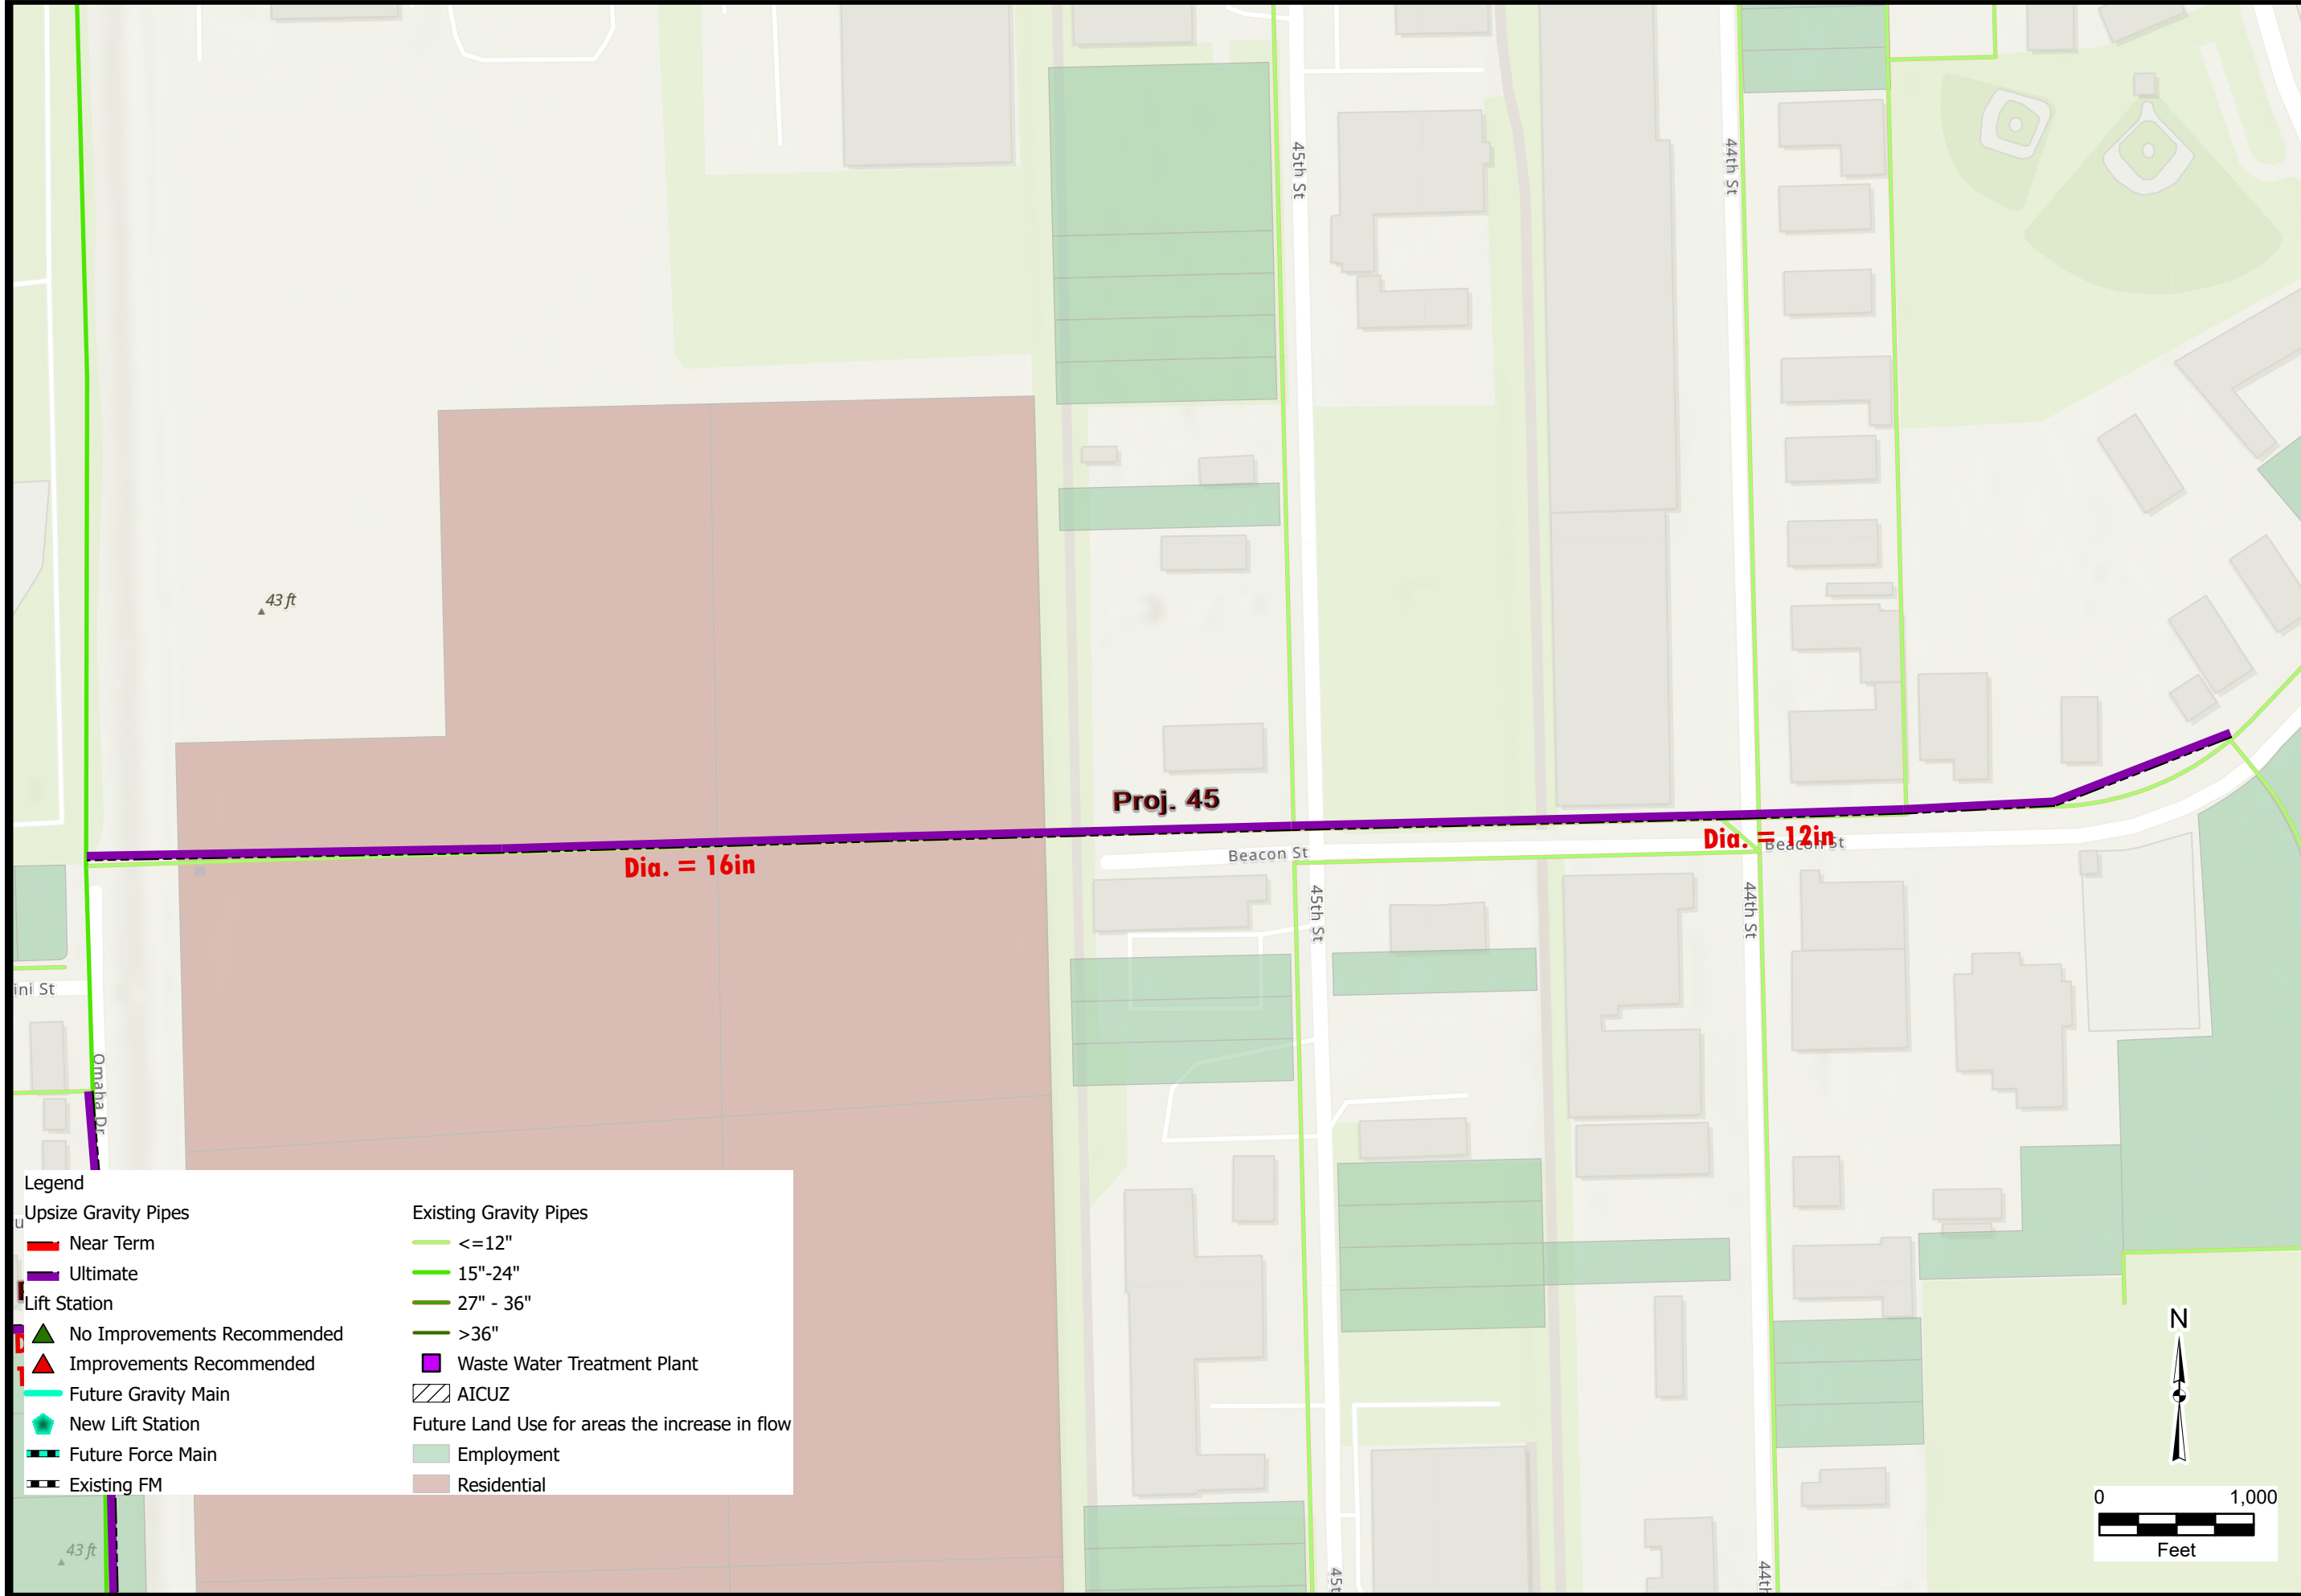 45th St
44th St
43 ft
Proj. 45
Dia. = 16in
Dia. = 12in
Beacon St
Beacon St
45th St
44th St
ini St
Omaha Dr
Legend
Upsize Gravity Pipes
Near Term
Ultimate
Lift Station
No Improvements Recommended
Improvements Recommended
Future Gravity Main
New Lift Station
Future Force Main
Existing FM
Existing Gravity Pipes
<=12"
15"-24"
27" - 36"
>36"
Waste Water Treatment Plant
AICUZ
Future Land Use for areas the increase in flow
Employment
Residential
43 ft
45t
44th
N
0 1,000
Feet